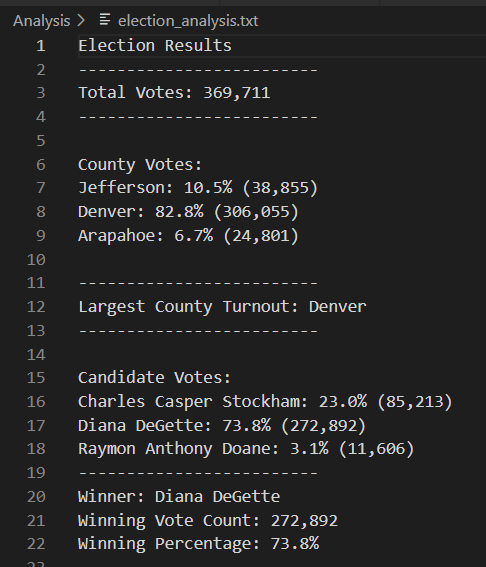 Analysis > election_analysis.txt
1 Election Results
2 -------------------------
3 Total Votes: 369,711
4 -------------------------
5
6 County Votes:
7 Jefferson: 10.5% (38,855)
8 Denver: 82.8% (306,055)
9 Arapahoe: 6.7% (24,801)
10
11 -------------------------
12 Largest County Turnout: Denver
13 -------------------------
14
15 Candidate Votes:
16 Charles Casper Stockham: 23.0% (85,213)
17 Diana DeGette: 73.8% (272,892)
18 Raymon Anthony Doane: 3.1% (11,606)
19 -------------------------
20 Winner: Diana DeGette
21 Winning Vote Count: 272,892
22 Winning Percentage: 73.8%